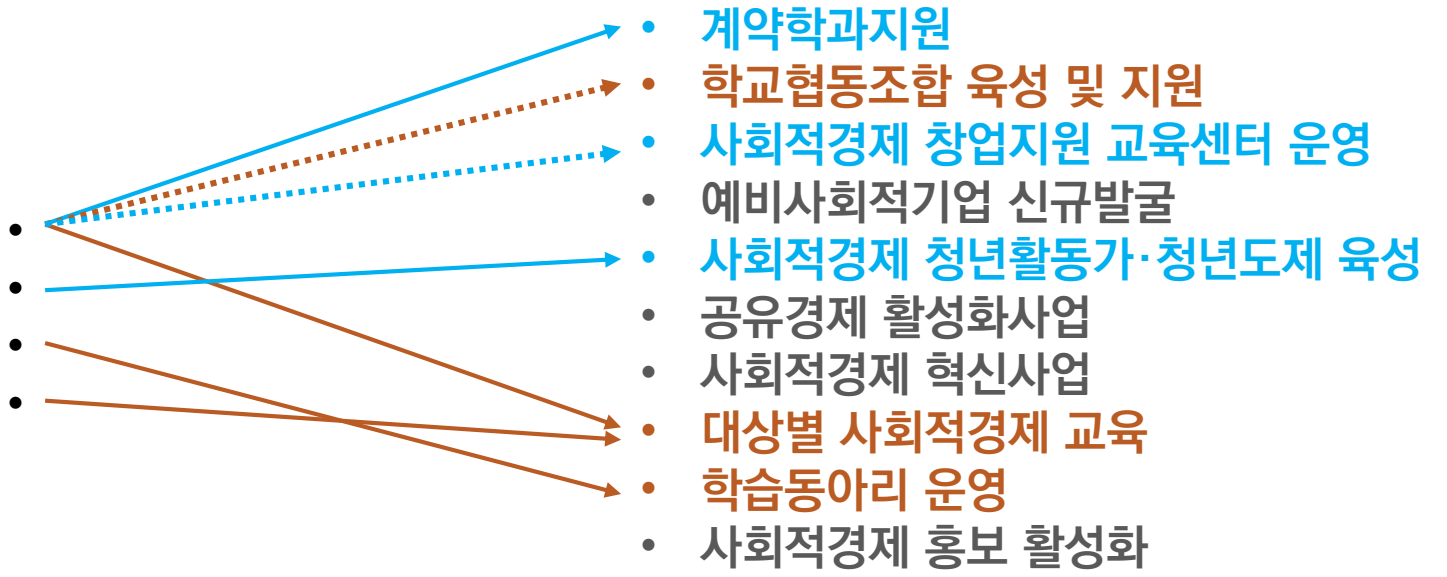 • 계약학과지원
• 학교협동조합 육성 및 지원
• 사회적경제 창업지원 교육센터 운영
• 예비사회적기업 신규발굴
• 사회적경제 청년활동가·청년도제 육성
• 공유경제 활성화사업
• 사회적경제 혁신사업
• 대상별 사회적경제 교육
• 학습동아리 운영
• 사회적경제 홍보 활성화